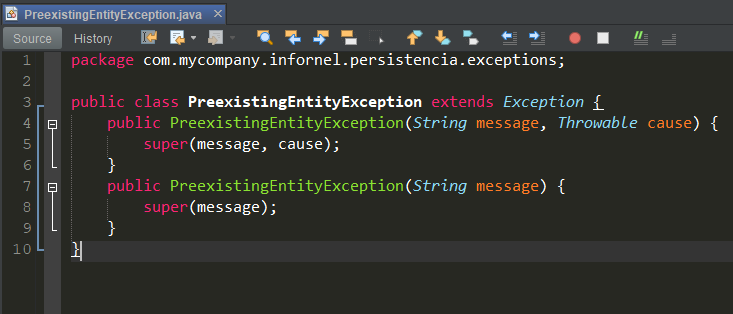 PreexistingEntityException.java
Source History
1 package com.mycompany.infornel.persistencia.exceptions;
2
3 public class PreexistingEntityException extends Exception {
4 public PreexistingEntityException(String message, Throwable cause) {
5 super(message, cause);
6 }
7 public PreexistingEntityException(String message) {
8 super(message);
9 }
10 }